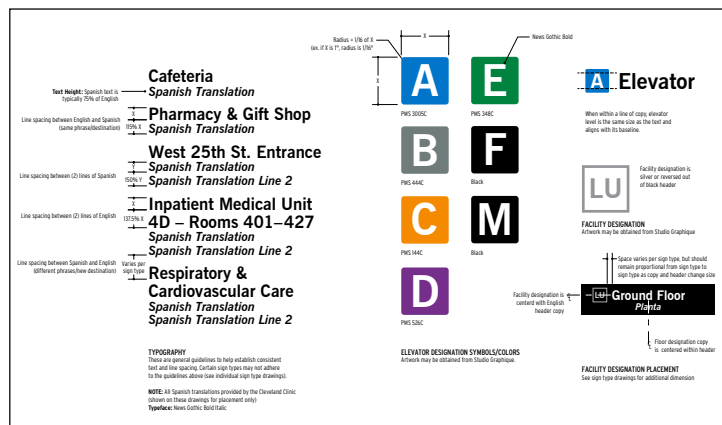 Text Height: Spanish text is
typically 75% of English
Line spacing between English and Spanish
(same phrase/destination)
X
115% X
Line spacing between (2) lines of Spanish
Y
150% Y
Line spacing between (2) lines of English
X
137.5% X
Line spacing between Spanish and English
(different phrases/new destination)
Varies per
sign type
Cafeteria
Spanish Translation
Pharmacy & Gift Shop
Spanish Translation
West 25th St. Entrance
Spanish Translation
Spanish Translation Line 2
Inpatient Medical Unit
4D – Rooms 401–427
Spanish Translation
Spanish Translation Line 2
Respiratory &
Cardiovascular Care
Spanish Translation
Spanish Translation Line 2
TYPOGRAPHY
These are general guidelines to help establish consistent
text and line spacing. Certain sign types may not adhere
to the guidelines above (see individual sign type drawings).
NOTE: All Spanish translations provided by the Cleveland Clinic
(shown on these drawings for placement only)
Typeface: News Gothic Bold Italic
Radius = 1/16 of X
(ex. if X is 1", radius is 1/16"
X
X
News Gothic Bold
A
PMS 3005C
E
PMS 348C
B
PMS 444C
F
Black
C
PMS 144C
M
Black
D
PMS 526C
ELEVATOR DESIGNATION SYMBOLS/COLORS
Artwork may be obtained from Studio Graphique.
A Elevator
When within a line of copy, elevator
level is the same size as the text and
aligns with its baseline.
LU
Facility designation is
silver or reversed out
of black header
FACILITY DESIGNATION
Artwork may be obtained from Studio Graphique
Space varies per sign type, but should
remain proportional from sign type to
sign type as copy and header change size
Facility designation is
centerd with English
header copy
LU Ground Floor
Planta
Floor designation copy
is centered within header
FACILITY DESIGNATION PLACEMENT
See sign type drawings for additional dimension